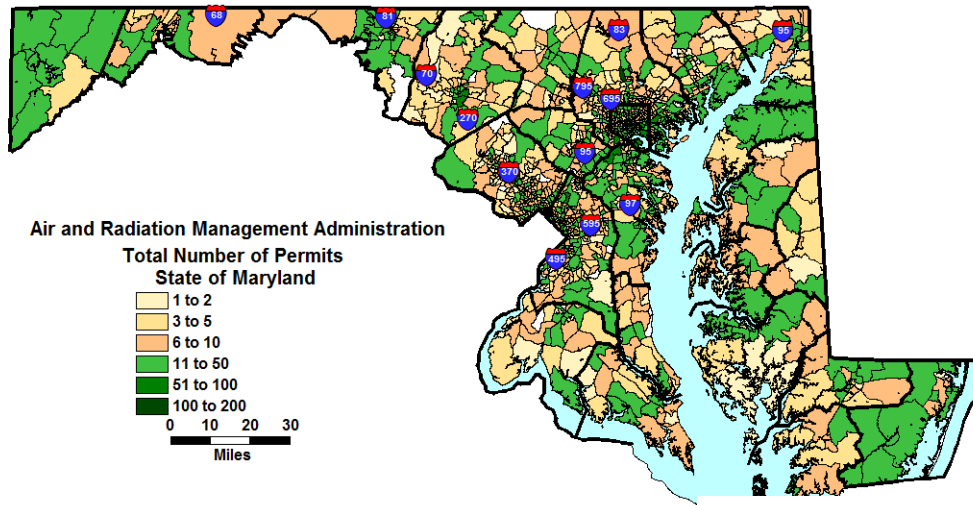 68
81
83
95
70
795
695
270
95
370
97
595
495
Air and Radiation Management Administration
Total Number of Permits
State of Maryland
1 to 2
3 to 5
6 to 10
11 to 50
51 to 100
100 to 200
0 10 20 30
Miles